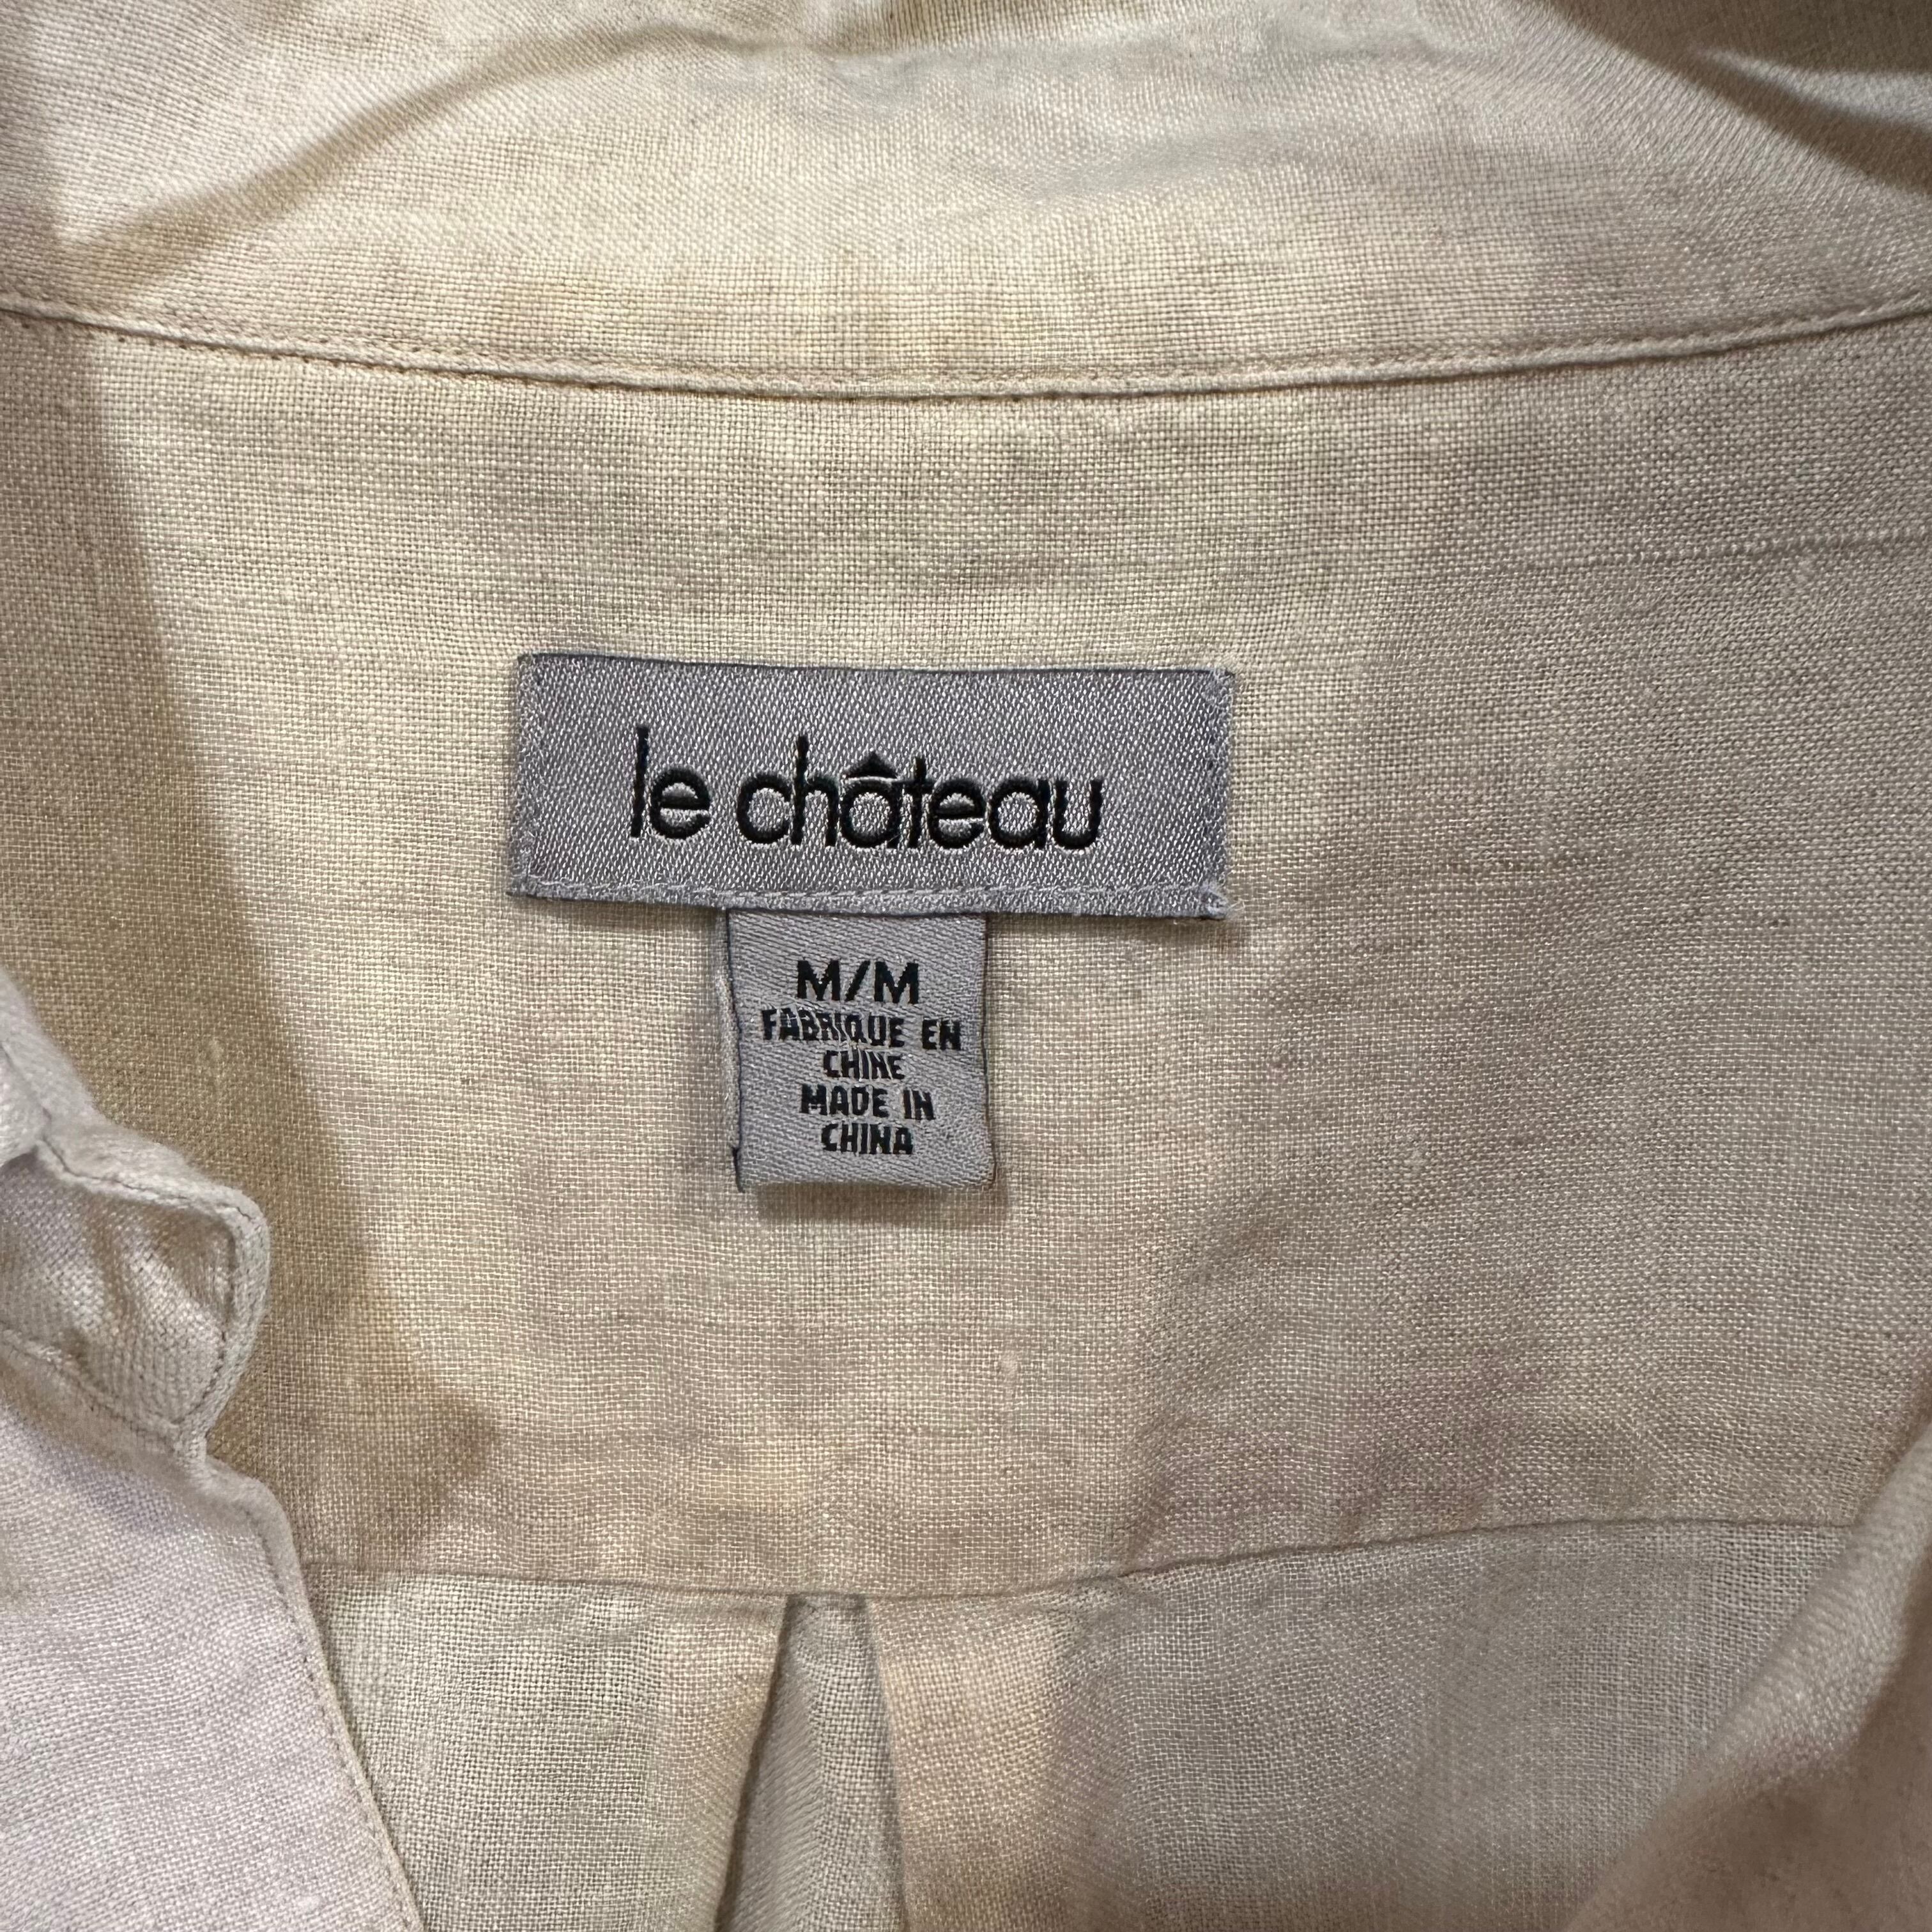 le château
M/M
FABRIQUE EN
CHINE
MADE IN
CHINA